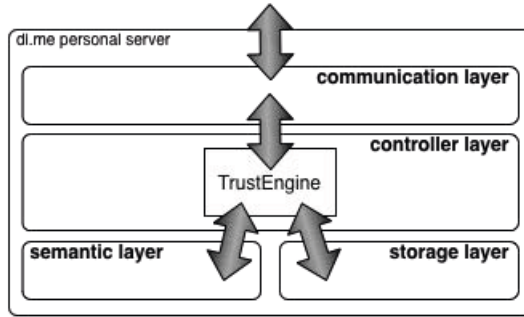 di.me personal server
communication layer
controller layer
TrustEngine
semantic layer
storage layer